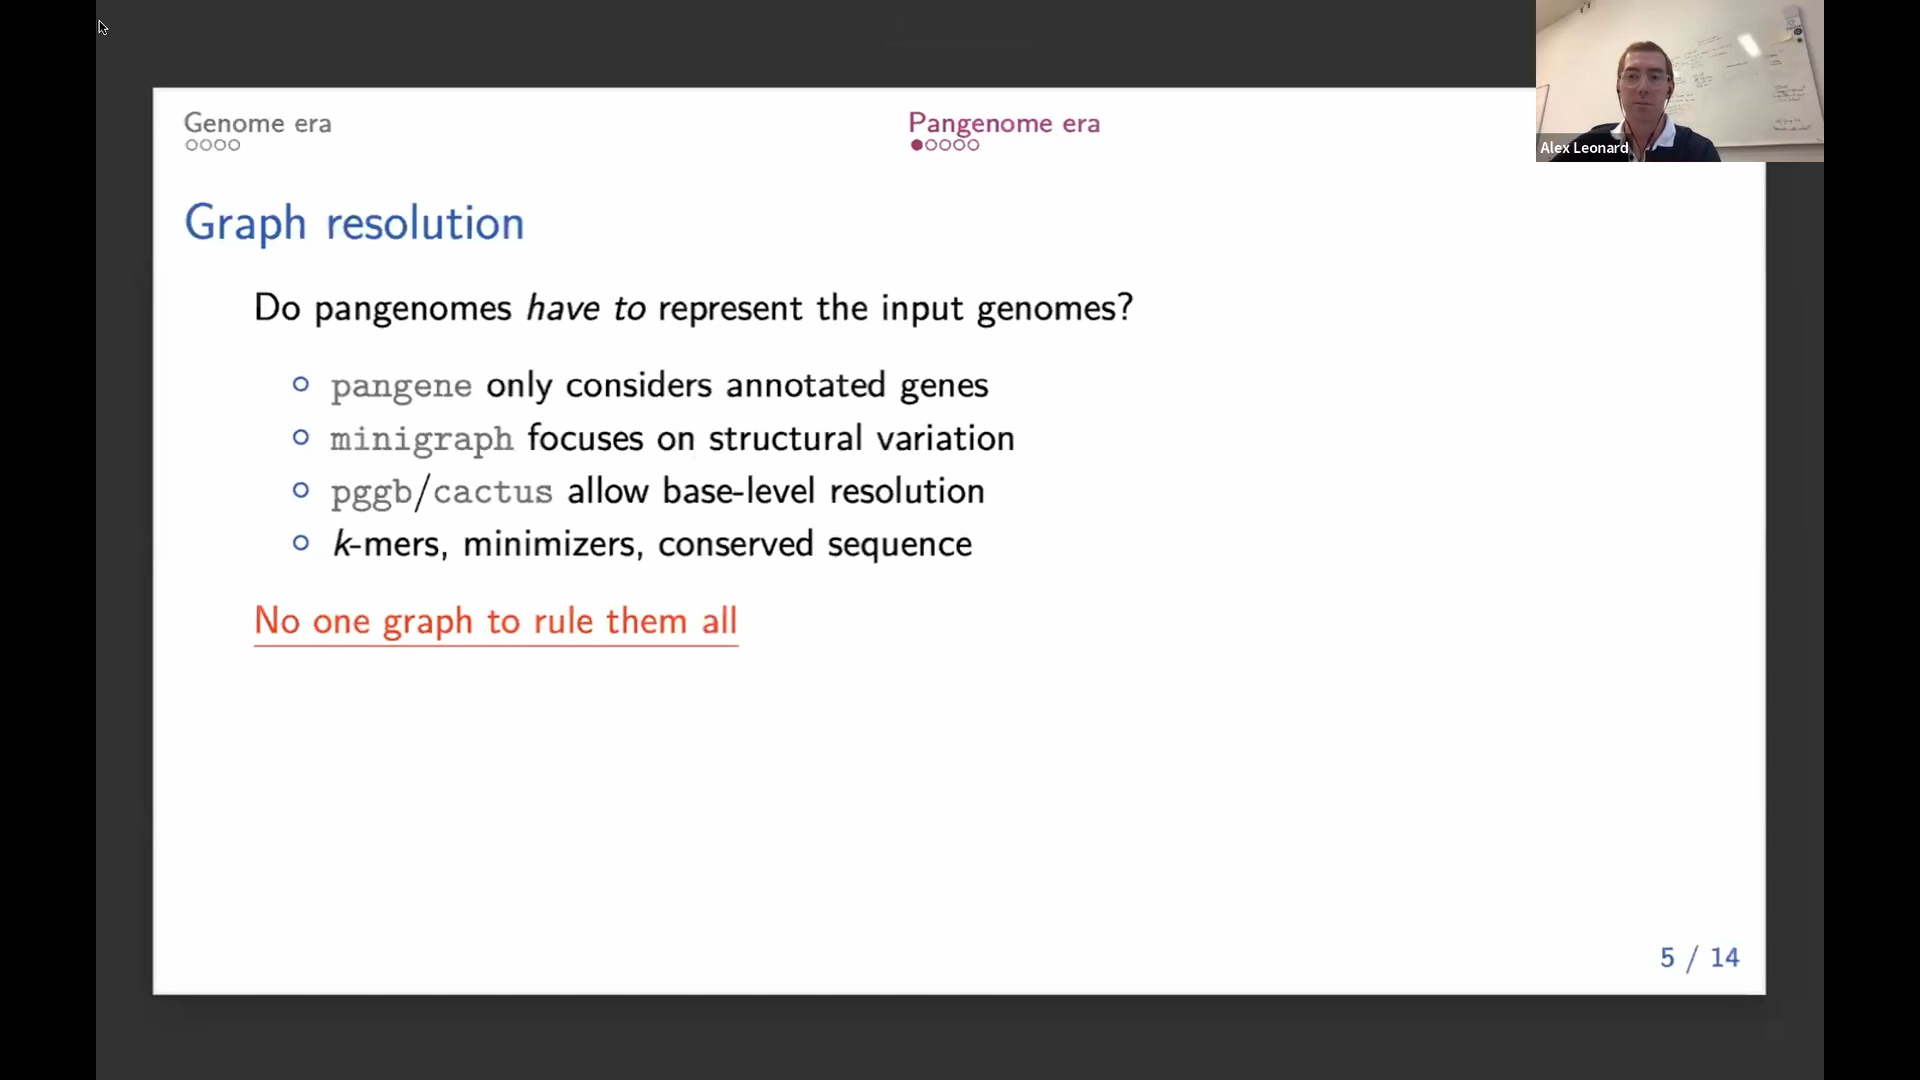 Genome era
Pangenome era
Alex Leonard
Graph resolution
Do pangenomes have to represent the input genomes?
pangene only considers annotated genes
minigraph focuses on structural variation
pggb/cactus allow base-level resolution
k-mers, minimizers, conserved sequence
No one graph to rule them all
5 / 14